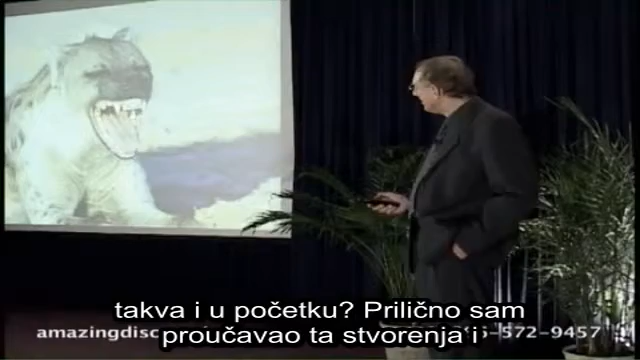 takva i u početku? Prilično sam
proučavao ta stvorenja i
amazingdisc
-572-9457